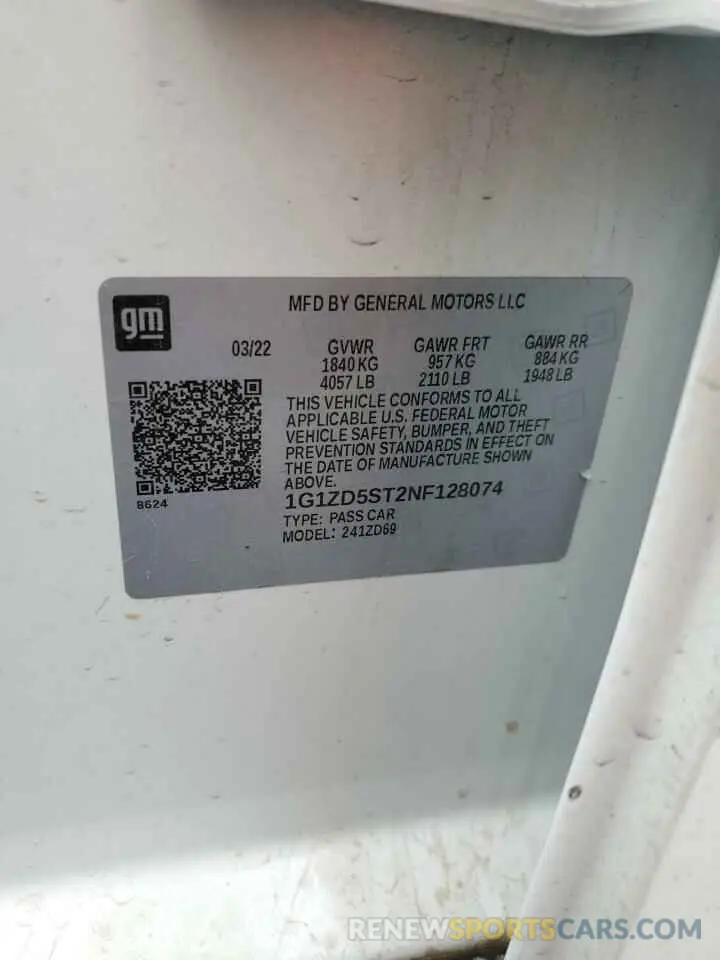 gm
MFD BY GENERAL MOTORS LLC
03/22 GVWR GAWR FRT GAWR RR
1840 KG 957 KG 884 KG
4057 LB 2110 LB 1948 LB
THIS VEHICLE CONFORMS TO ALL
APPLICABLE U.S. FEDERAL MOTOR
VEHICLE SAFETY, BUMPER, AND THEFT
PREVENTION STANDARDS IN EFFECT ON
THE DATE OF MANUFACTURE SHOWN
ABOVE.
8624
1G1ZD5ST2NF128074
TYPE: PASS CAR
MODEL: 241ZD69
RENEWSPORTSCARS.COM